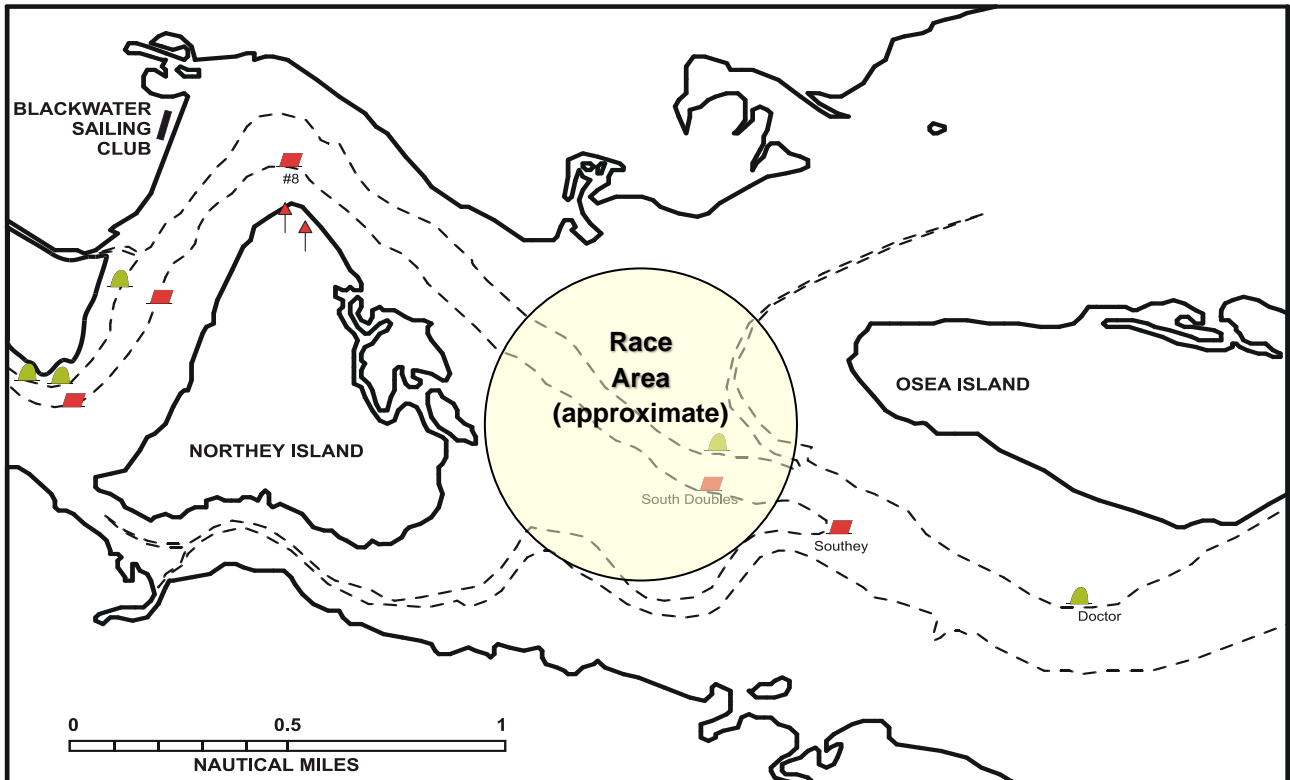 BLACKWATER
SAILING
CLUB
#8
Race
Area
(approximate)
OSEA ISLAND
NORTHEY ISLAND
South Doubles
Southey
Doctor
0 0.5 1
NAUTICAL MILES